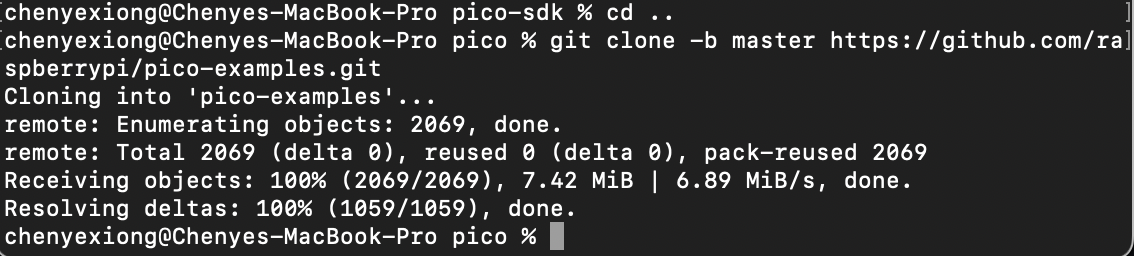 [chenyexiong@Chenyes-MacBook-Pro pico-sdk % cd ..]
[chenyexiong@Chenyes-MacBook-Pro pico % git clone -b master https://github.com/ra]
spberrypi/pico-examples.git
Cloning into 'pico-examples'...
remote: Enumerating objects: 2069, done.
remote: Total 2069 (delta 0), reused 0 (delta 0), pack-reused 2069
Receiving objects: 100% (2069/2069), 7.42 MiB | 6.89 MiB/s, done.
Resolving deltas: 100% (1059/1059), done.
chenyexiong@Chenyes-MacBook-Pro pico %